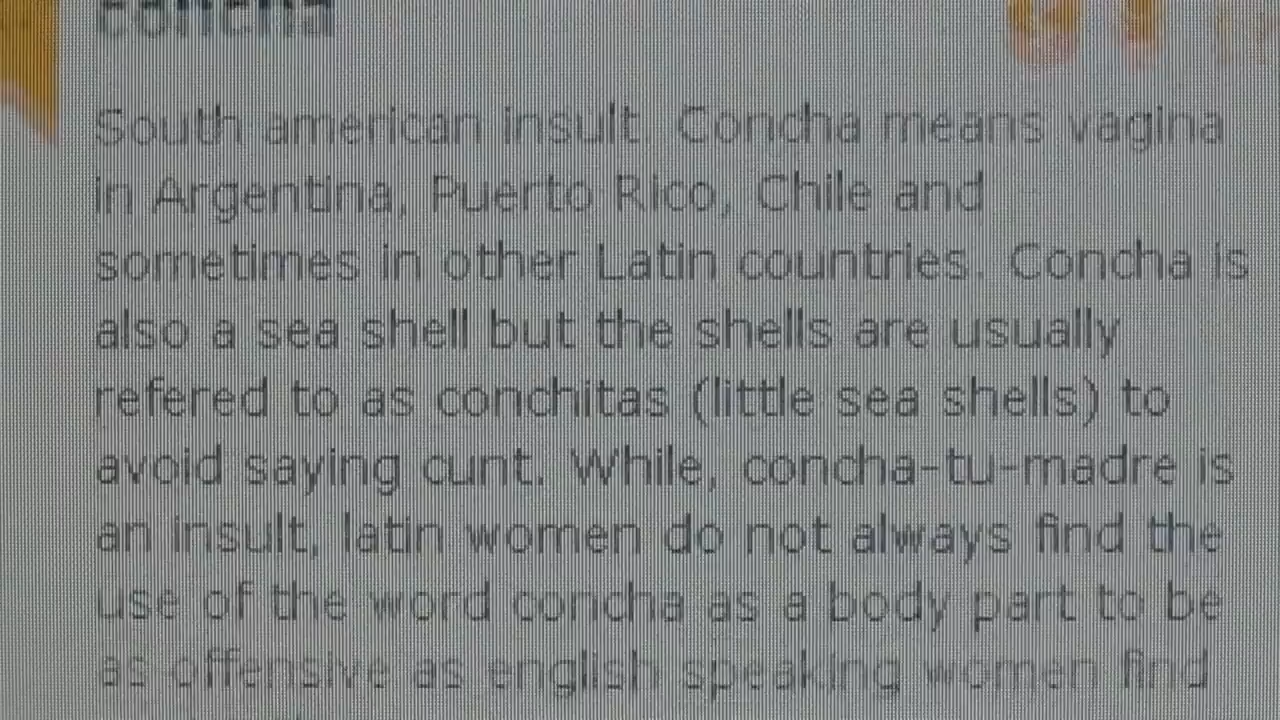 concha
South american insult. Concha means vagina
in Argentina, Puerto Rico, Chile and
sometimes in other Latin countries. Concha is
also a sea shell but the shells are usually
refered to as conchitas (little sea shells) to
avoid saying cunt. While, concha-tu-madre is
an insult, latin women do not always find the
use of the word concha as a body part to be
as offensive as english speaking women find